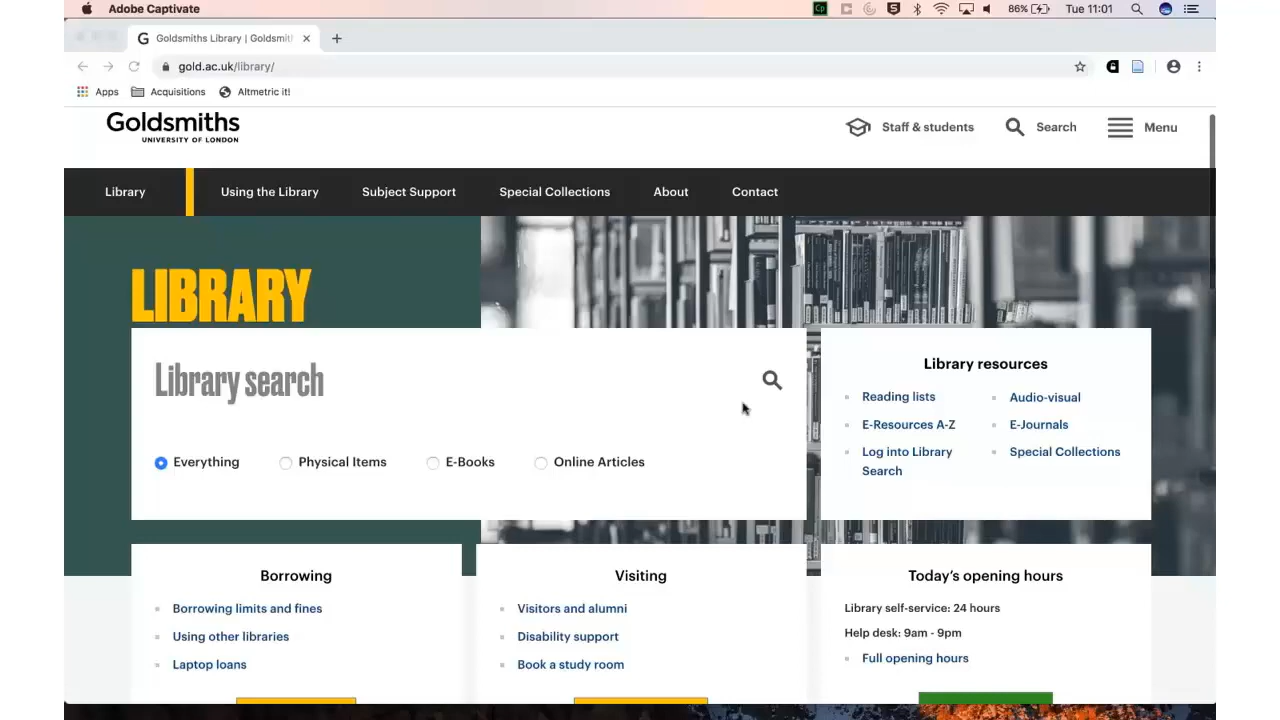 Adobe Captivate
86%
Tue 11:01
Goldsmiths Library | Goldsmit
gold.ac.uk/library/
Apps
Acquisitions
Altmetric it!
Goldsmiths
UNIVERSITY OF LONDON
Staff & students
Search
Menu
Library
Using the Library
Subject Support
Special Collections
About
Contact
LIBRARY
Library search
Everything
Physical Items
E-Books
Online Articles
Library resources
Reading lists
Audio-visual
E-Resources A-Z
E-Journals
Log into Library
Search
Special Collections
Borrowing
Borrowing limits and fines
Using other libraries
Laptop loans
Visiting
Visitors and alumni
Disability support
Book a study room
Today's opening hours
Library self-service: 24 hours
Help desk: 9am - 9pm
Full opening hours